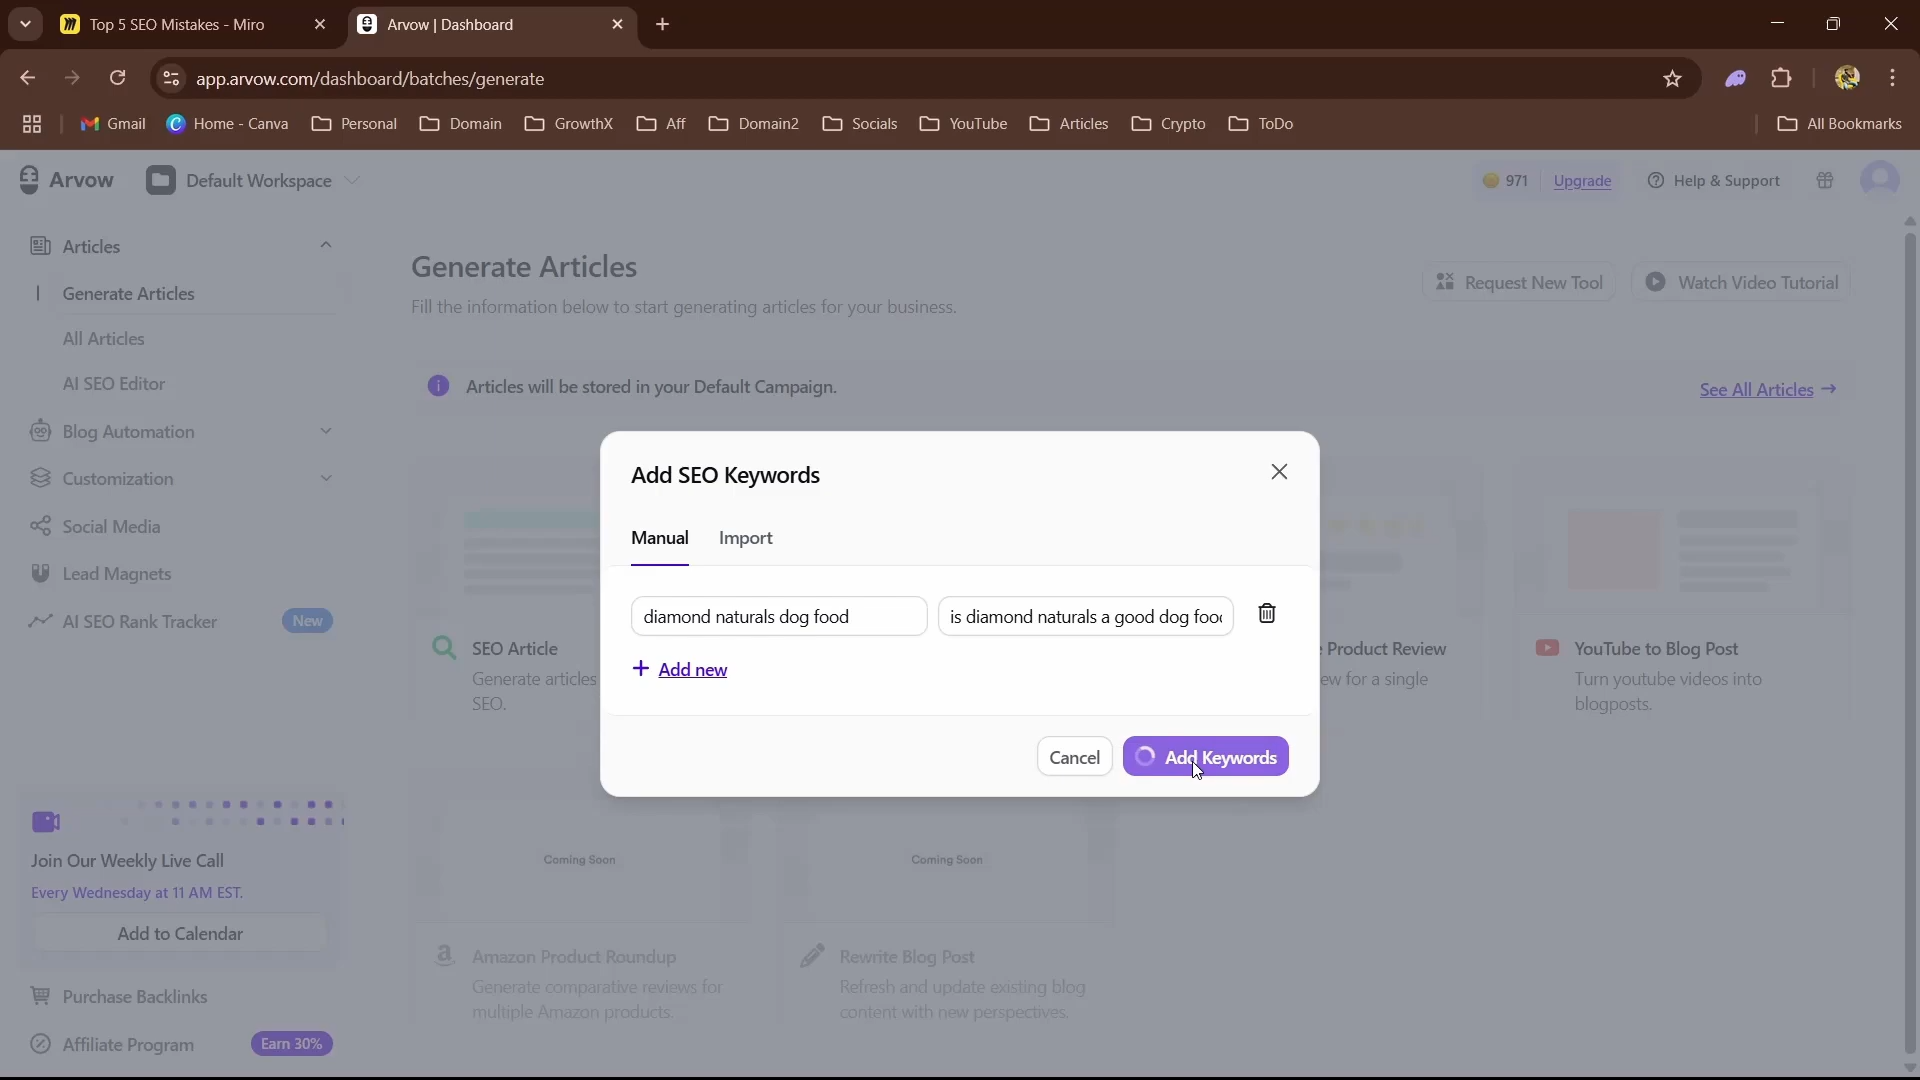 Top 5 SEO Mistakes - Miro
Arvow | Dashboard
app.arvow.com/dashboard/batches/generate
Gmail
Home - Canva
Personal
Domain
GrowthX
Aff
Domain2
Socials
YouTube
Articles
Crypto
ToDo
All Bookmarks
Arvow
Default Workspace
971
Upgrade
Help & Support
Articles
Generate Articles
All Articles
AI SEO Editor
Blog Automation
Customization
Social Media
Lead Magnets
AI SEO Rank Tracker
New
Join Our Weekly Live Call
Every Wednesday at 11 AM EST.
Add to Calendar
Purchase Backlinks
Affiliate Program
Earn 30%
Generate Articles
Fill the information below to start generating articles for your business.
Request New Tool
Watch Video Tutorial
Articles will be stored in your Default Campaign.
See All Articles →
Add SEO Keywords
Manual
Import
diamond naturals dog food
is diamond naturals a good dog food
+ Add new
Cancel
Add Keywords
SEO Article
Generate articles
SEO.
Product Review
ew for a single
YouTube to Blog Post
Turn youtube videos into
blogposts.
Coming Soon
Coming Soon
Amazon Product Roundup
Generate comparative reviews for
multiple Amazon products.
Rewrite Blog Post
Refresh and update existing blog
content with new perspectives.